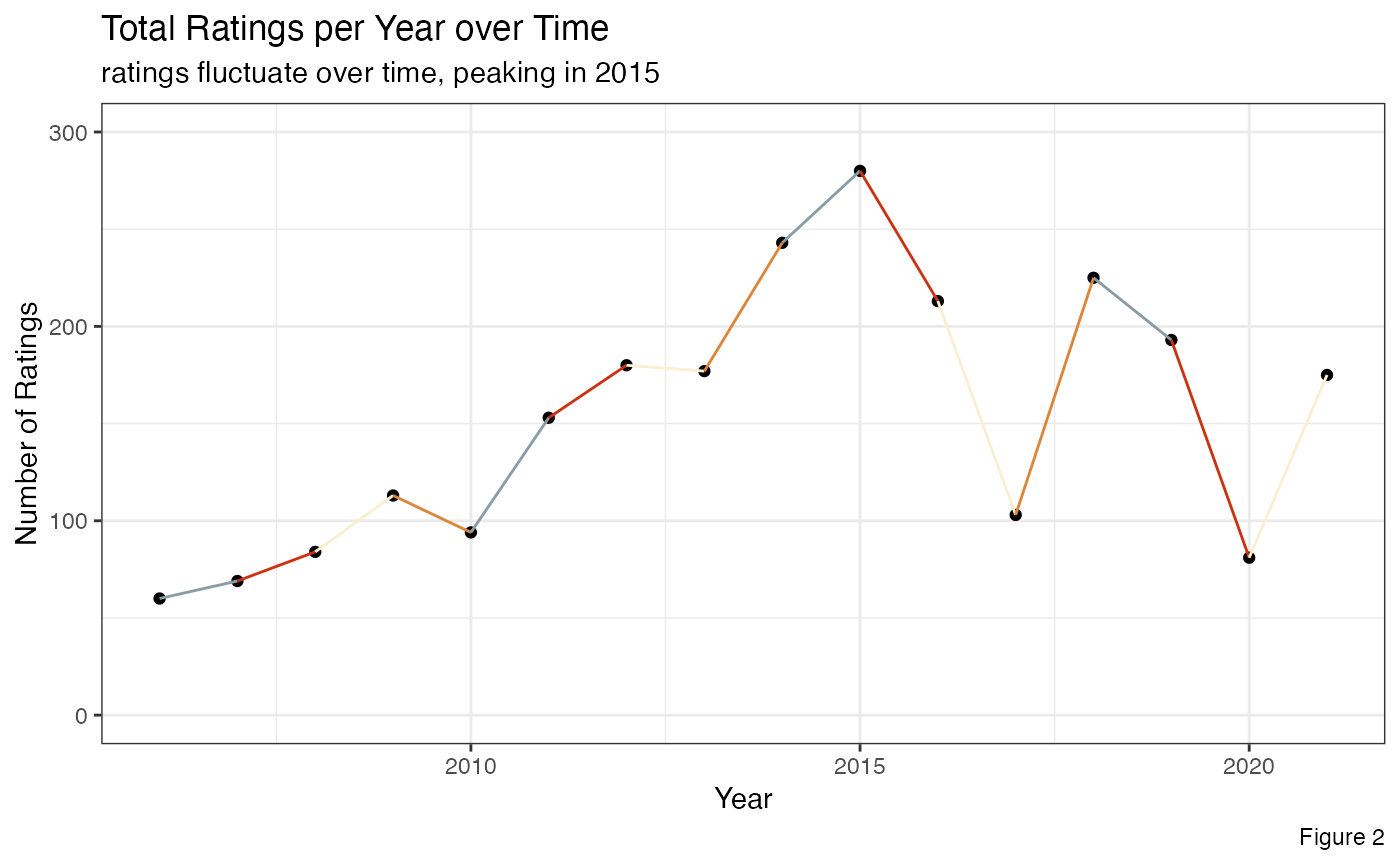 Total Ratings per Year over Time
ratings fluctuate over time, peaking in 2015
300
200
100
0
Number of Ratings
2010 2015 2020
Year
Figure 2